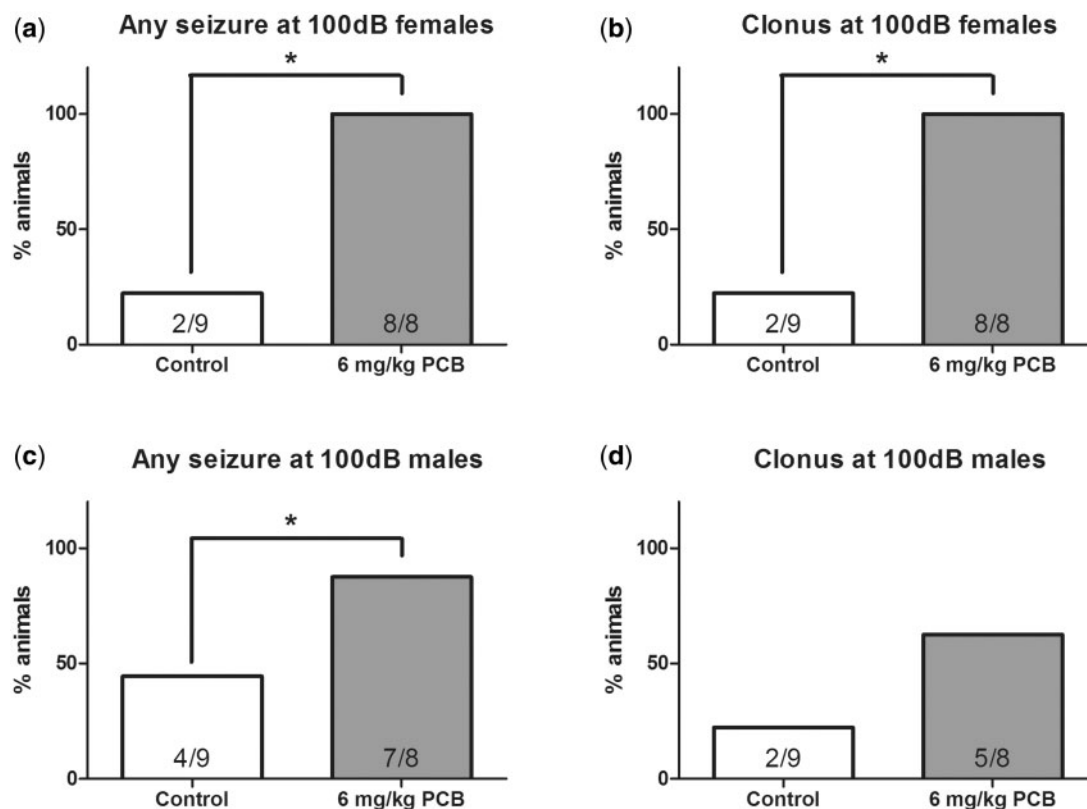 (a) Any seizure at 100dB females
*
% animals
100
50
0
2/9 8/8
Control 6 mg/kg PCB
(b) Clonus at 100dB females
*
% animals
100
50
0
2/9 8/8
Control 6 mg/kg PCB
(c) Any seizure at 100dB males
*
% animals
100
50
0
4/9 7/8
Control 6 mg/kg PCB
(d) Clonus at 100dB males
% animals
100
50
0
2/9 5/8
Control 6 mg/kg PCB